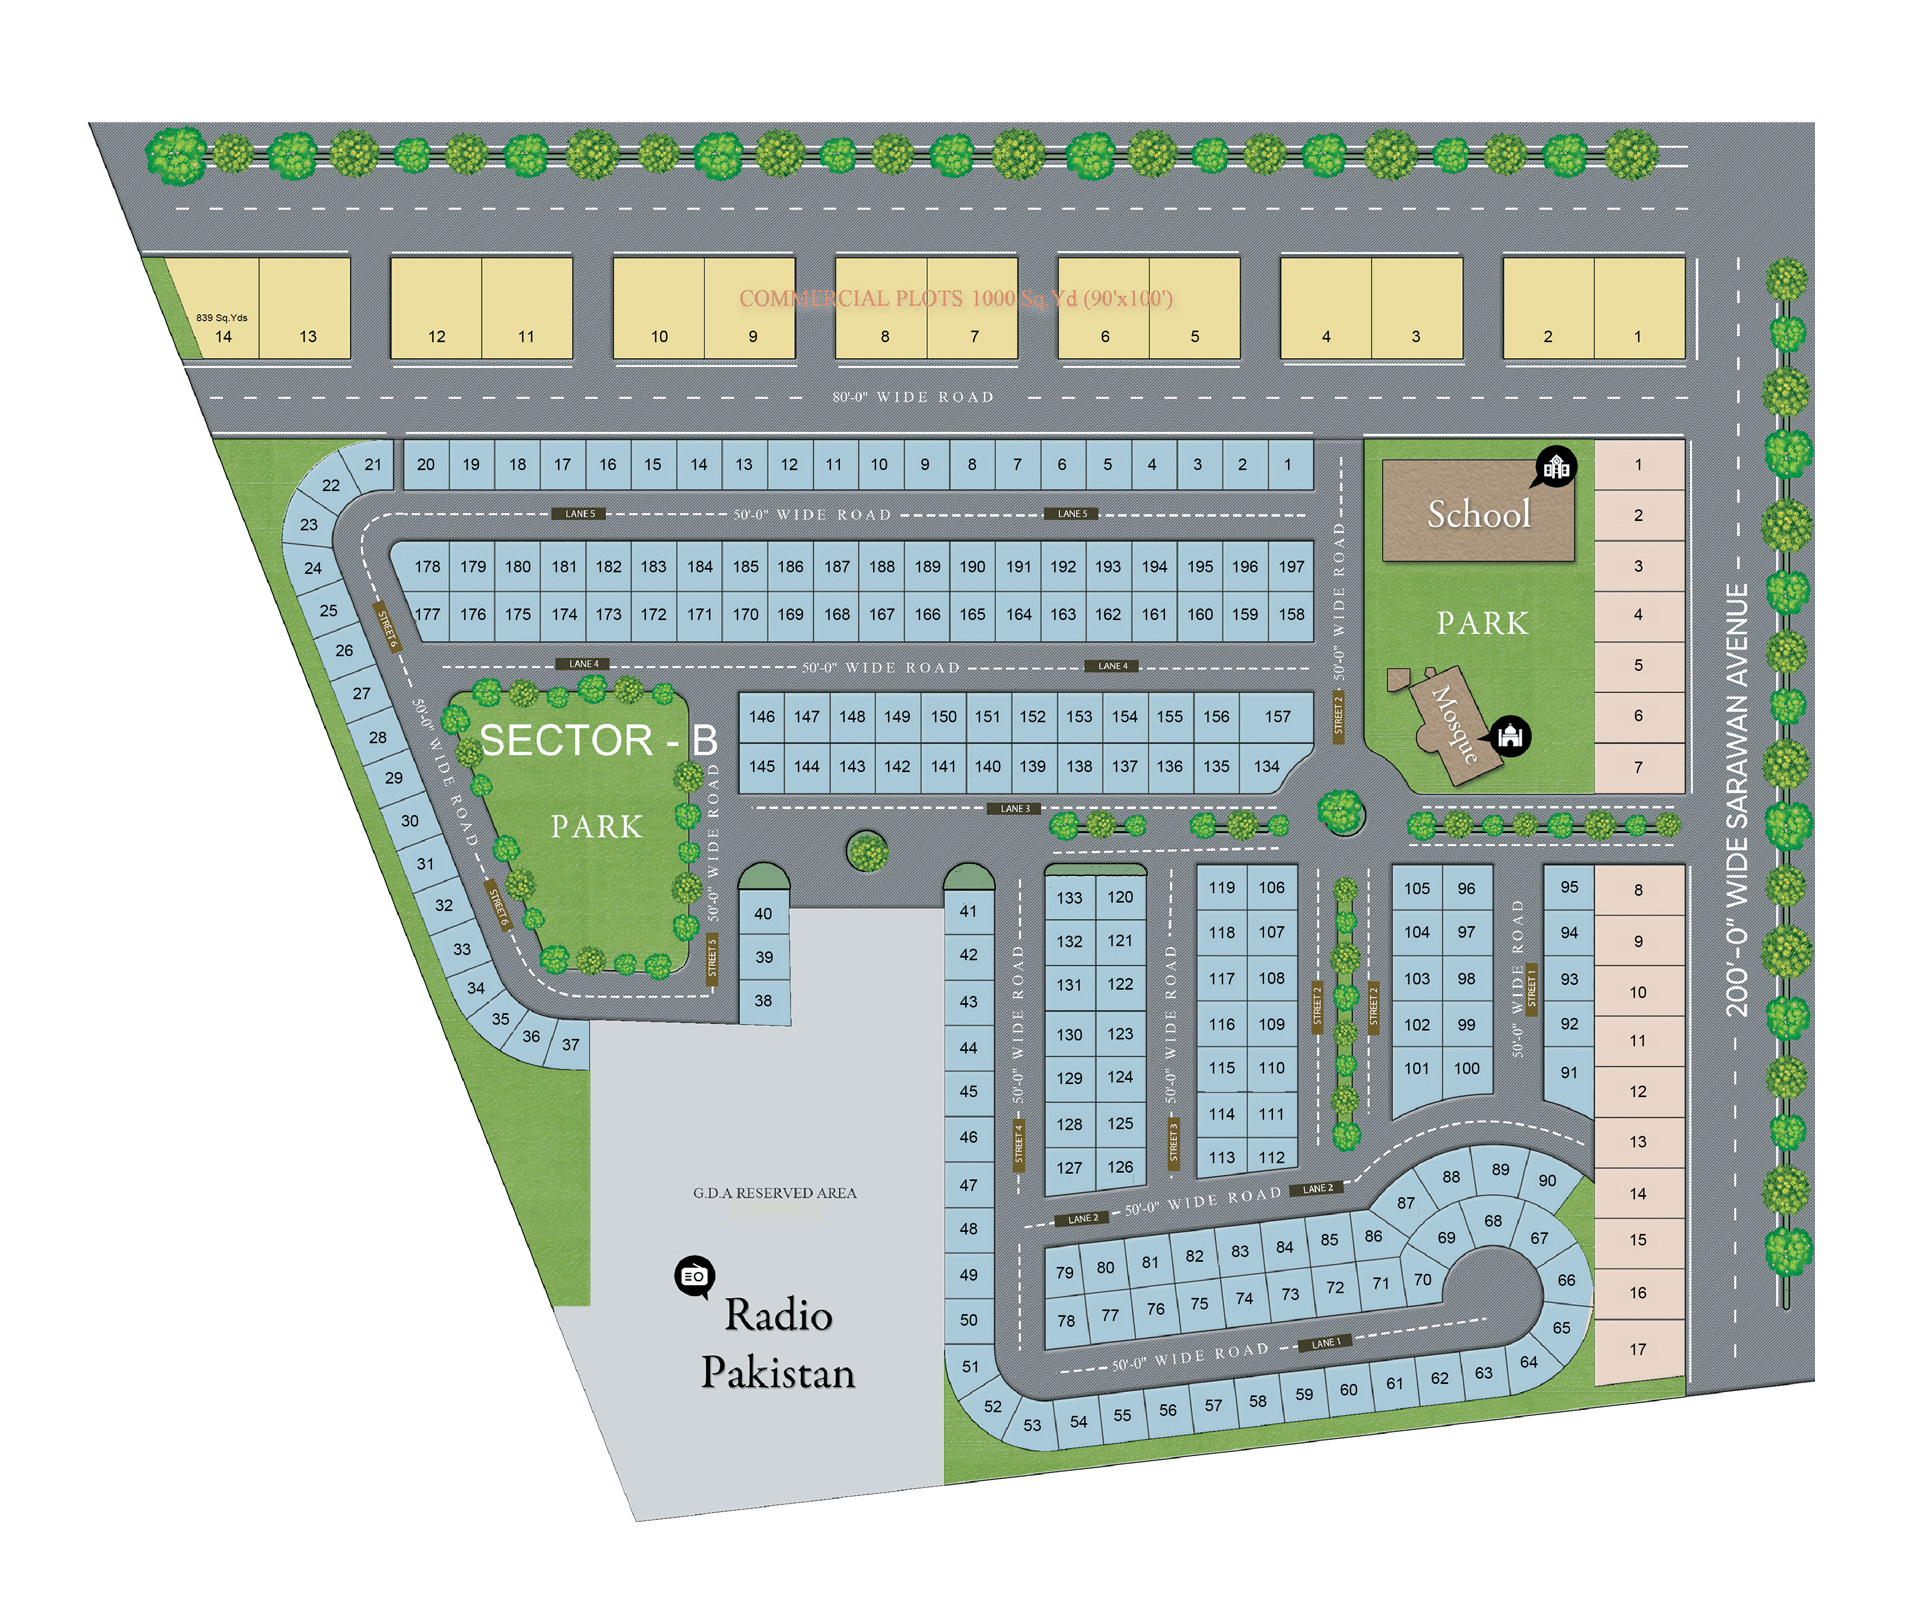 COMMERCIAL PLOTS 1000 Sq.Yd (90'x100')
839 Sq.Yds
14 13 12 11 10 9 8 7 6 5 4 3 2 1
80'-0" WIDE ROAD
21 20 19 18 17 16 15 14 13 12 11 10 9 8 7 6 5 4 3 2 1
22
23
24
25
26
27
28
29
30
31
32
33
34
35
36
37
LANE 5 50'-0" WIDE ROAD LANE 5
178 179 180 181 182 183 184 185 186 187 188 189 190 191 192 193 194 195 196 197
177 176 175 174 173 172 171 170 169 168 167 166 165 164 163 162 161 160 159 158
LANE 4 50'-0" WIDE ROAD LANE 4
STREET 6
50'-0" WIDE ROAD
STREET 6
SECTOR - B
PARK
50'-0" WIDE ROAD
STREET 5
146 147 148 149 150 151 152 153 154 155 156 157
145 144 143 142 141 140 139 138 137 136 135 134
LANE 3
50'-0" WIDE ROAD
STREET 2
School
PARK
Mosque
1
2
3
4
5
6
7
200'-0" WIDE SARAWAN AVENUE
40
39
38
41
42
43
44
45
46
47
48
49
50
51
52
53 54 55 56 57 58 59 60 61 62 63 64 65 66 67 68 69 70
50'-0" WIDE ROAD
STREET 4
133 120
132 121
131 122
130 123
129 124
128 125
127 126
50'-0" WIDE ROAD
STREET 3
119 106
118 107
117 108
116 109
115 110
114 111
113 112
STREET 2
STREET 2
105 96
104 97
103 98
102 99
101 100
50'-0" WIDE ROAD
STREET 1
95
94
93
92
91
8
9
10
11
12
13
14
15
16
17
LANE 2 50'-0" WIDE ROAD LANE 2
79 80 81 82 83 84 85 86 87 88 89 90
78 77 76 75 74 73 72 71
50'-0" WIDE ROAD LANE 1
G.D.A RESERVED AREA
Radio
Pakistan